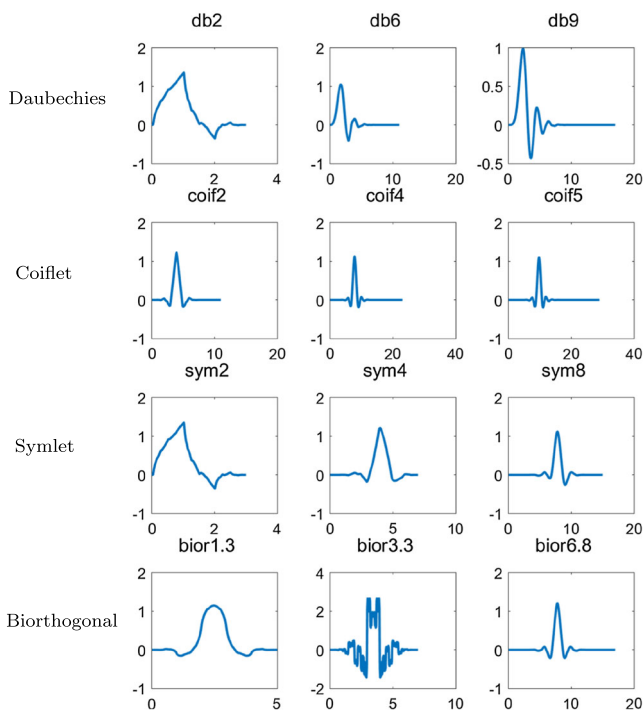 db2 db6 db9
Daubechies
2 2 1
1 1 0.5
0 0 0
-1 -1 -0.5
0 2 4 0 10 20 0 10 20
coif2 coif4 coif5
Coiflet
2 2 2
1 1 1
0 0 0
-1 -1 -1
0 10 20 0 20 40 0 20 40
sym2 sym4 sym8
Symlet
2 2 2
1 1 1
0 0 0
-1 -1 -1
0 2 4 0 5 10 0 10 20
bior1.3 bior3.3 bior6.8
Biorthogonal
2 4 2
1 2 1
0 0 0
-1 -2 -1
0 5 0 5 10 0 10 20